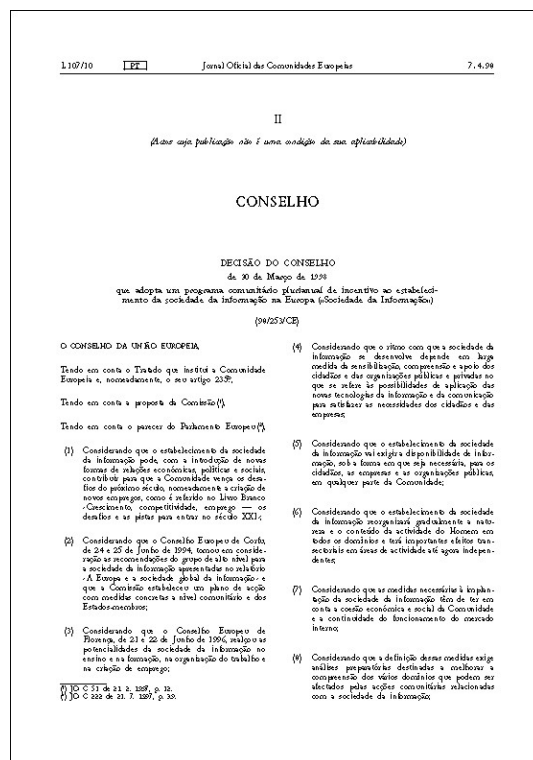 L 107/10 PT Jornal Oficial das Comunidades Europeias 7. 4. 98
II
(Actos cuja publicação não é uma condição da sua aplicabilidade)
CONSELHO
DECISÃO DO CONSELHO
de 30 de Março de 1998
que adopta um programa comunitário plurianual de incentivo ao estabeleci-
mento da sociedade da informação na Europa («Sociedade da Informação»)
(98/253/CE)
O CONSELHO DA UNIÃO EUROPEIA,
Tendo em conta o Tratado que institui a Comunidade
Europeia e, nomeadamente, o seu artigo 235º,
Tendo em conta a proposta da Comissão (¹),
Tendo em conta o parecer do Parlamento Europeu (²),
(1) Considerando que o estabelecimento da sociedade
da informação pode, com a introdução de novas
formas de relações económicas, políticas e sociais,
contribuir para que a Comunidade vença os desa-
fios do próximo século, nomeadamente a criação de
novos empregos, como é referido no Livro Branco
-Crescimento, competitividade, emprego — os
desafios e as pistas para entrar no século XXI-;
(2) Considerando que o Conselho Europeu de Corfu,
de 24 e 25 de Junho de 1994, tomou em conside-
ração as recomendações do grupo de alto nível para
a sociedade da informação apresentadas no relatório
-A Europa e a sociedade global da informação- e
que a Comissão estabeleceu um plano de acção
com medidas concretas a nível comunitário e dos
Estados-membros;
(3) Considerando que o Conselho Europeu de
Florença, de 21 e 22 de Junho de 1996, realçou as
potencialidades da sociedade da informação no
ensino e na formação, na organização do trabalho e
na criação de emprego;
(¹) JO C 51 de 21. 2. 1997, p. 12.
(²) JO C 222 de 21. 7. 1997, p. 39.
(4) Considerando que o ritmo com que a sociedade da
informação se desenvolve depende em larga
medida da sensibilização, compreensão e apoio dos
cidadãos e das organizações públicas e privadas no
que se refere às possibilidades de aplicação das
novas tecnologias da informação e da comunicação
para satisfazer as necessidades dos cidadãos e das
empresas;
(5) Considerando que o estabelecimento da sociedade
da informação vai exigir a disponibilidade de infor-
mação, sob a forma em que seja necessária, para os
cidadãos, as empresas e as organizações públicas,
em qualquer parte da Comunidade;
(6) Considerando que o estabelecimento da sociedade
da informação reorganizará gradualmente a natu-
reza e o conteúdo da actividade do Homem em
todos os domínios e terá importantes efeitos tran-
sectoriais em áreas de actividade até agora indepen-
dentes;
(7) Considerando que as medidas necessárias à implan-
tação da sociedade da informação têm de ter em
conta a coesão económica e social da Comunidade
e a continuidade do funcionamento do mercado
interno;
(8) Considerando que a definição dessas medidas exige
análises preparatórias destinadas a melhorar a
compreensão dos vários domínios que podem ser
afectados pelas acções comunitárias relacionadas
com a sociedade da informação;